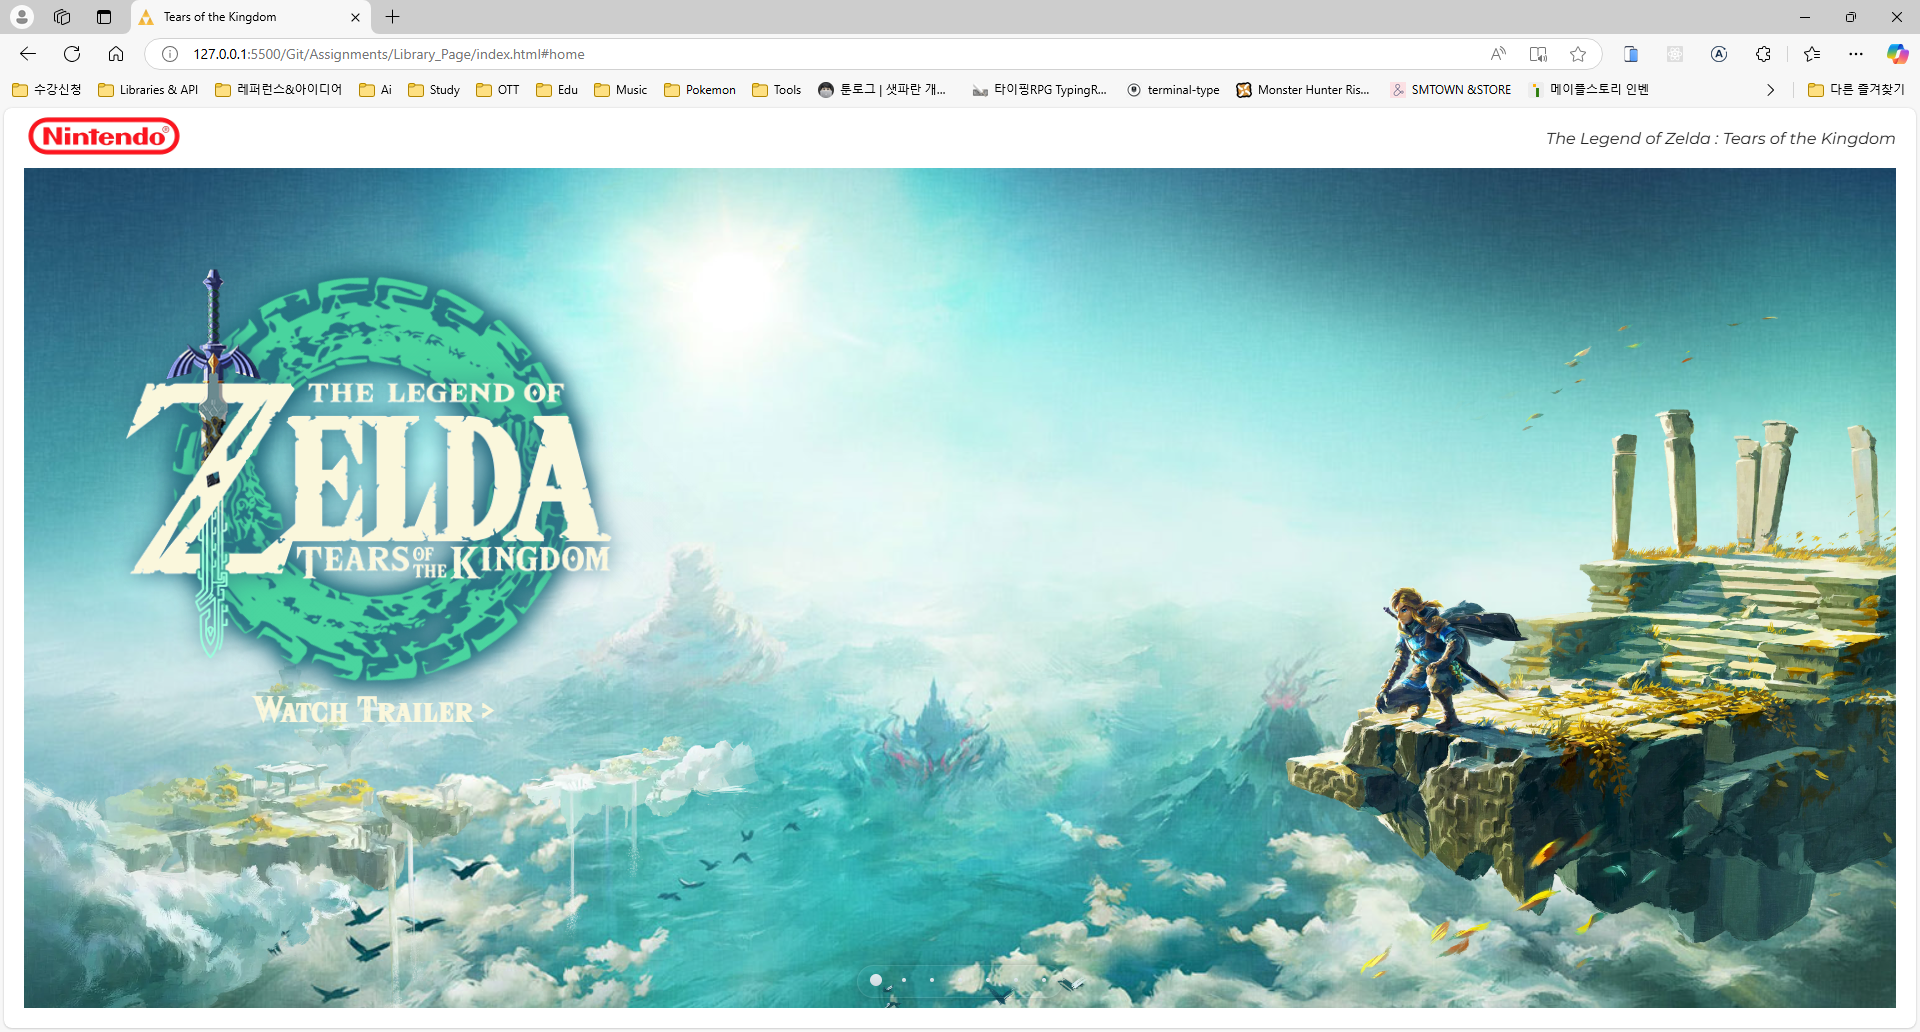 Tears of the Kingdom
127.0.0.1:5500/Git/Assignments/Library_Page/index.html#home
수강신청
Libraries & API
레퍼런스&아이디어
Ai
Study
OTT
Edu
Music
Pokemon
Tools
툰로그 | 샛파란 개...
타이핑RPG TypingR...
terminal-type
Monster Hunter Ris...
SMTOWN &STORE
메이플스토리 인벤
다른 즐겨찾기
Nintendo®
The Legend of Zelda : Tears of the Kingdom
THE LEGEND OF
ZELDA
TEARS OF THE KINGDOM
WATCH TRAILER >